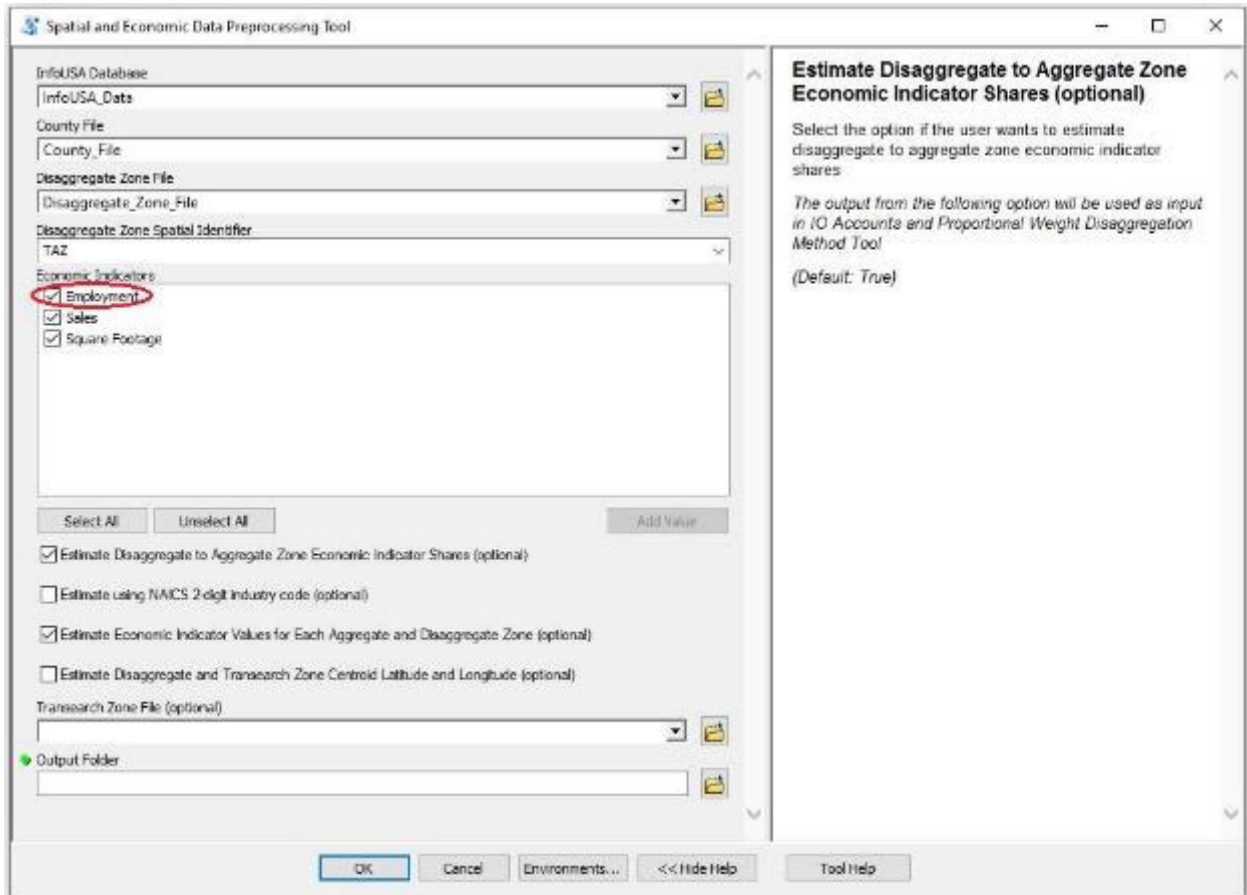 Spatial and Economic Data Preprocessing Tool
InfoUSA Database
InfoUSA_Data
County File
County_File
Disaggregate Zone File
Disaggregate_Zone_File
Disaggregate Zone Spatial Identifier
TAZ
Economic Indicators
Employment
Sales
Square Footage
Select All
Unselect All
Add Value
Estimate Disaggregate to Aggregate Zone Economic Indicator Shares (optional)
Estimate using NAICS 2-digit industry code (optional)
Estimate Economic Indicator Values for Each Aggregate and Disaggregate Zone (optional)
Estimate Disaggregate and Transearch Zone Centroid Latitude and Longitude (optional)
Transearch Zone File (optional)
Output Folder
Estimate Disaggregate to Aggregate Zone
Economic Indicator Shares (optional)
Select the option if the user wants to estimate
disaggregate to aggregate zone economic indicator
shares
The output from the following option will be used as input
in IO Accounts and Proportional Weight Disaggregation
Method Tool
(Default: True)
OK
Cancel
Environments...
<< Hide Help
Tool Help